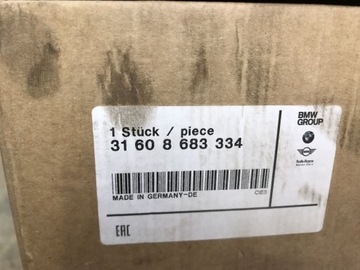 1 Stück / piece
31 60 8 683 334
MADE IN GERMANY-DE
BMW
GROUP
EAC